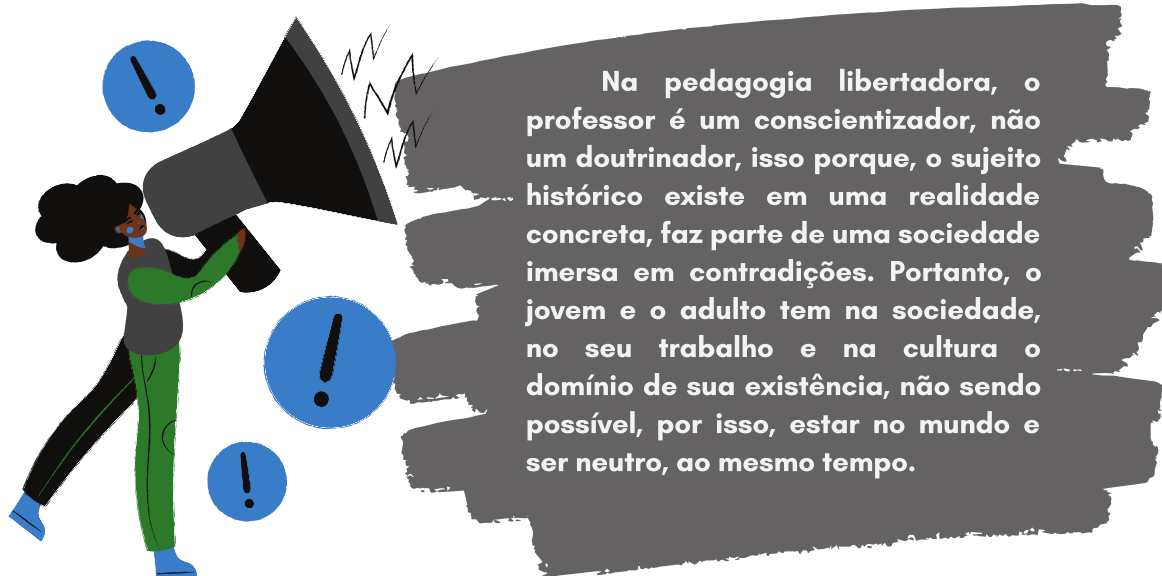 Na pedagogia libertadora, o
professor é um conscientizador, não
um doutrinador, isso porque, o sujeito
histórico existe em uma realidade
concreta, faz parte de uma sociedade
imersa em contradições. Portanto, o
jovem e o adulto tem na sociedade,
no seu trabalho e na cultura o
domínio de sua existência, não sendo
possível, por isso, estar no mundo e
ser neutro, ao mesmo tempo.